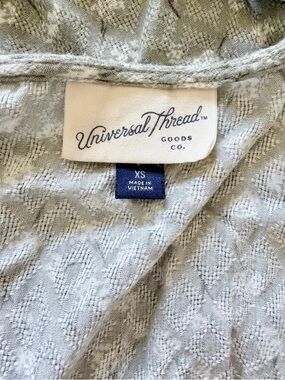 Universal Thread™
GOODS
CO.
XS
MADE IN
VIETNAM